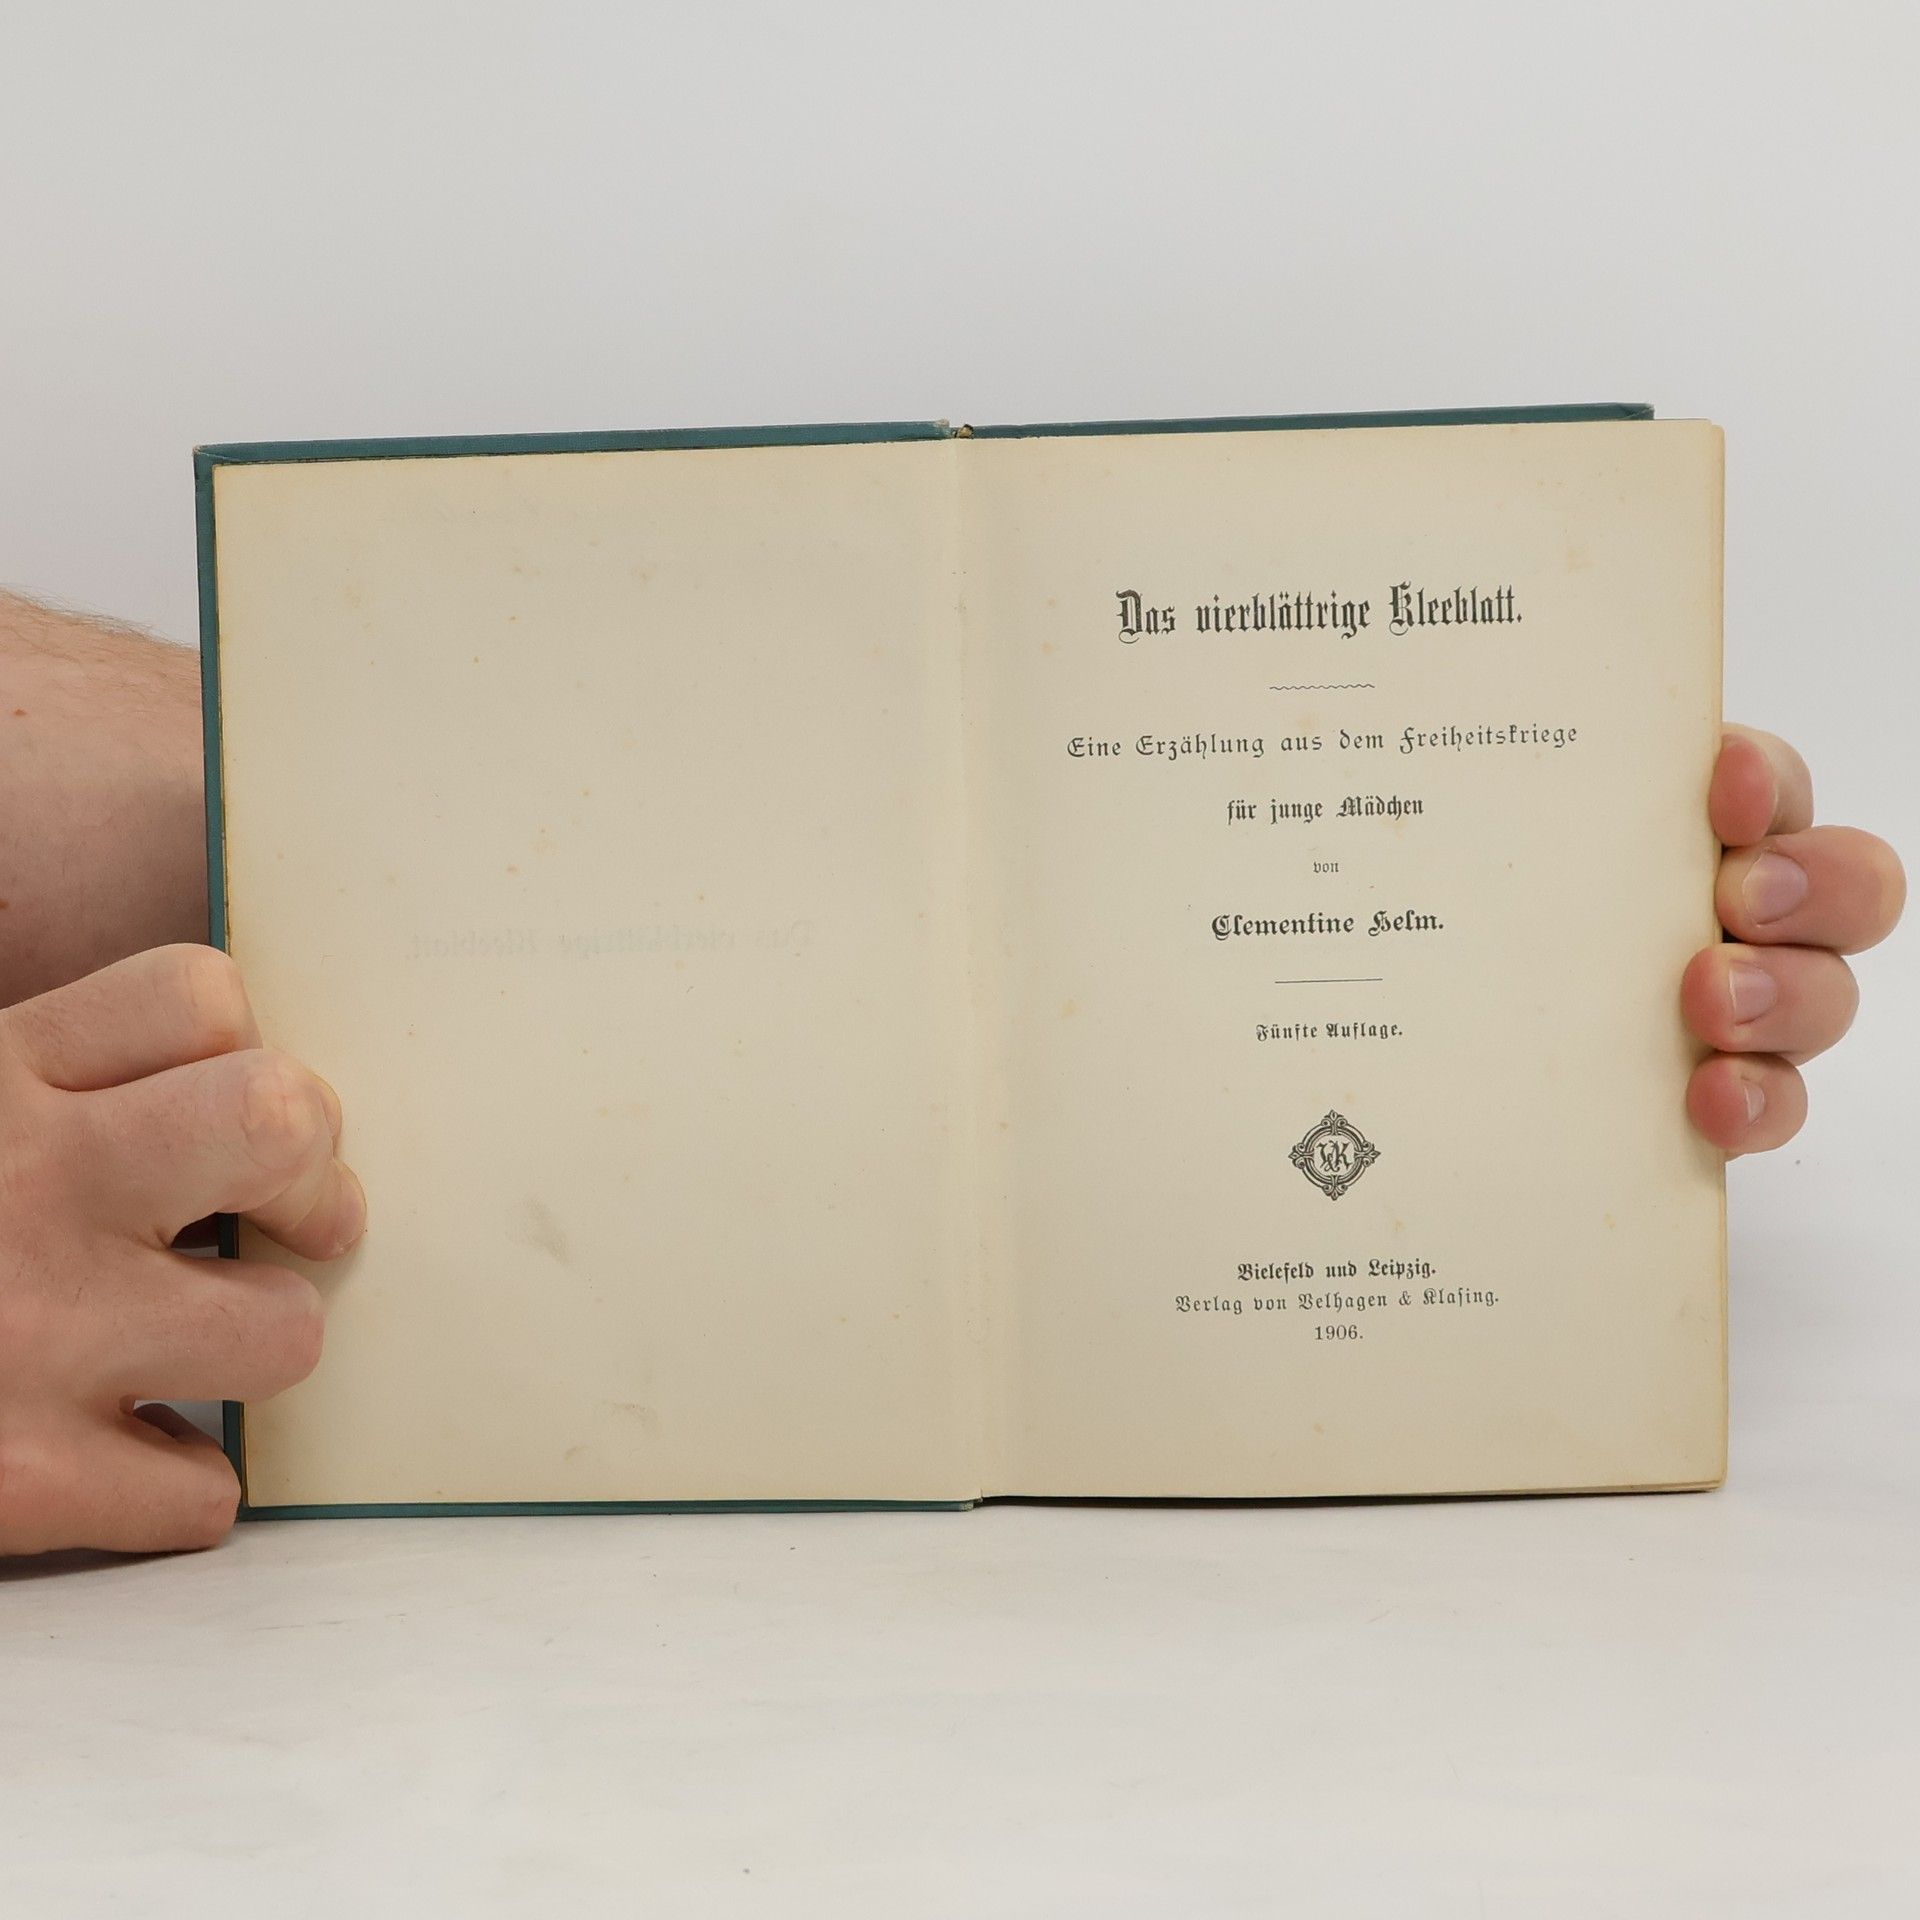 Das vierblättrige Kleeblatt.
Eine Erzählung aus dem Freiheitskriege
für junge Mädchen
von
Clementine Helm.
Fünfte Auflage.
V&K
Bielefeld und Leipzig.
Verlag von Velhagen & Klasing.
1906.